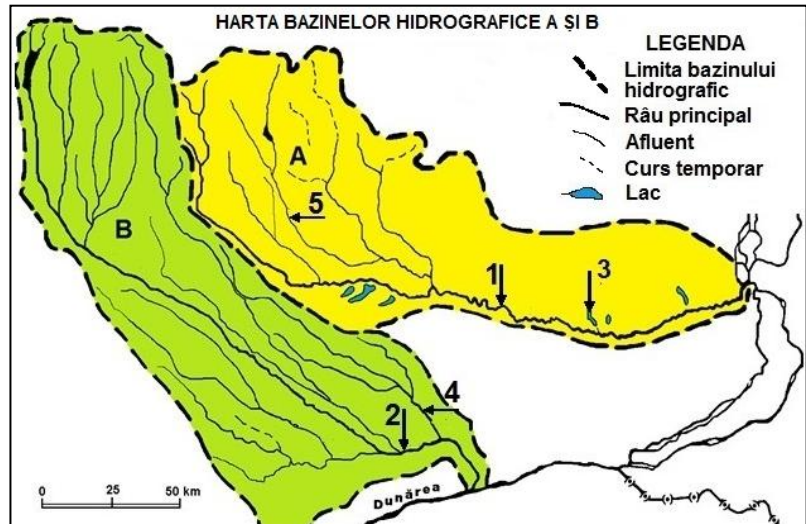 HARTA BAZINELOR HIDROGRAFICE A ȘI B
LEGENDA
Limita bazinului
hidrografic
Râu principal
Afluent
Curs temporar
Lac
A
5
B
1
3
4
2
0 25 50 km
Dunărea